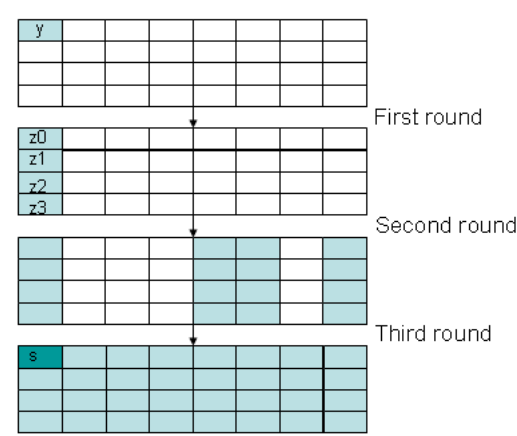 y
First round
z0
z1
z2
z3
Second round
Third round
s